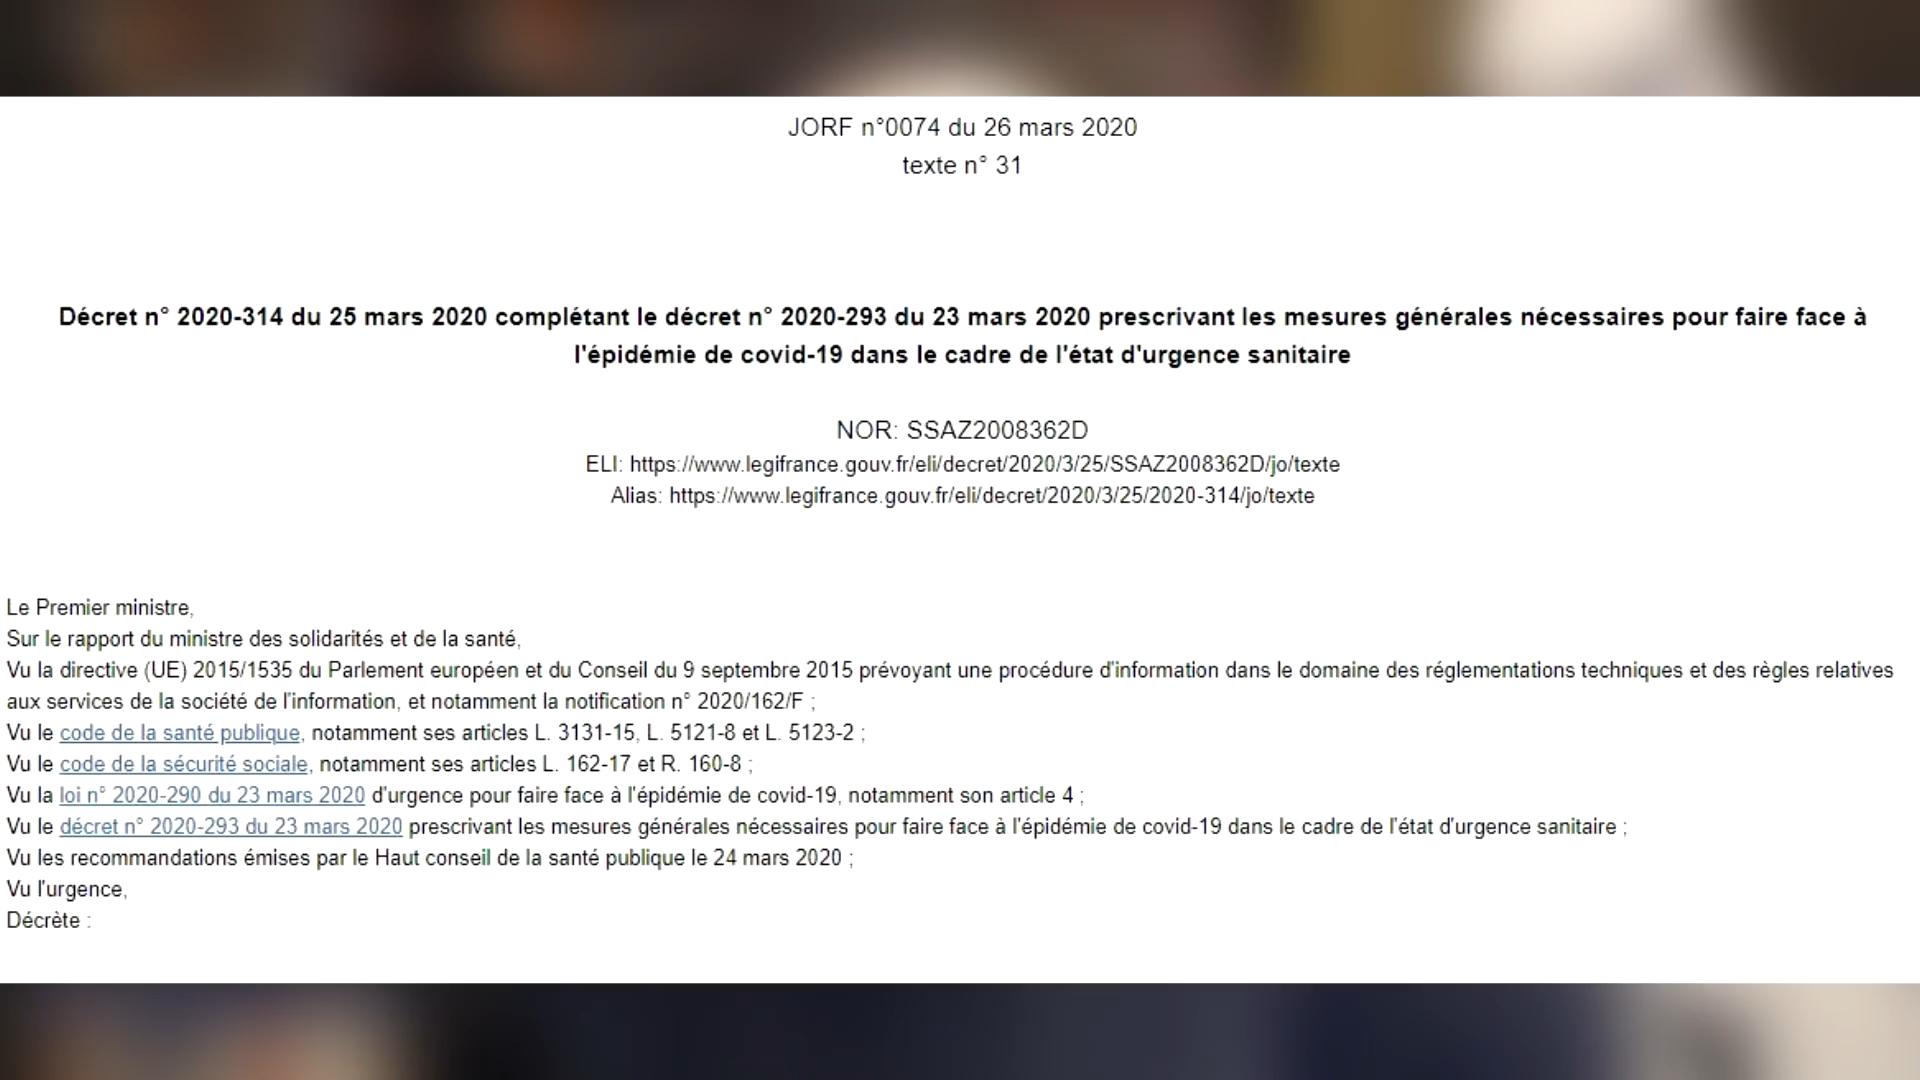 JORF n°0074 du 26 mars 2020
texte n° 31
Décret n° 2020-314 du 25 mars 2020 complétant le décret n° 2020-293 du 23 mars 2020 prescrivant les mesures générales nécessaires pour faire face à
l'épidémie de covid-19 dans le cadre de l'état d'urgence sanitaire
NOR: SSAZ2008362D
ELI: https://www.legifrance.gouv.fr/eli/decret/2020/3/25/SSAZ2008362D/jo/texte
Alias: https://www.legifrance.gouv.fr/eli/decret/2020/3/25/2020-314/jo/texte
Le Premier ministre,
Sur le rapport du ministre des solidarités et de la santé,
Vu la directive (UE) 2015/1535 du Parlement européen et du Conseil du 9 septembre 2015 prévoyant une procédure d'information dans le domaine des réglementations techniques et des règles relatives
aux services de la société de l'information, et notamment la notification n° 2020/162/F ;
Vu le code de la santé publique, notamment ses articles L. 3131-15, L. 5121-8 et L. 5123-2 ;
Vu le code de la sécurité sociale, notamment ses articles L. 162-17 et R. 160-8 ;
Vu la loi n° 2020-290 du 23 mars 2020 d'urgence pour faire face à l'épidémie de covid-19, notamment son article 4 ;
Vu le décret n° 2020-293 du 23 mars 2020 prescrivant les mesures générales nécessaires pour faire face à l'épidémie de covid-19 dans le cadre de l'état d'urgence sanitaire ;
Vu les recommandations émises par le Haut conseil de la santé publique le 24 mars 2020 ;
Vu l'urgence,
Décrète :